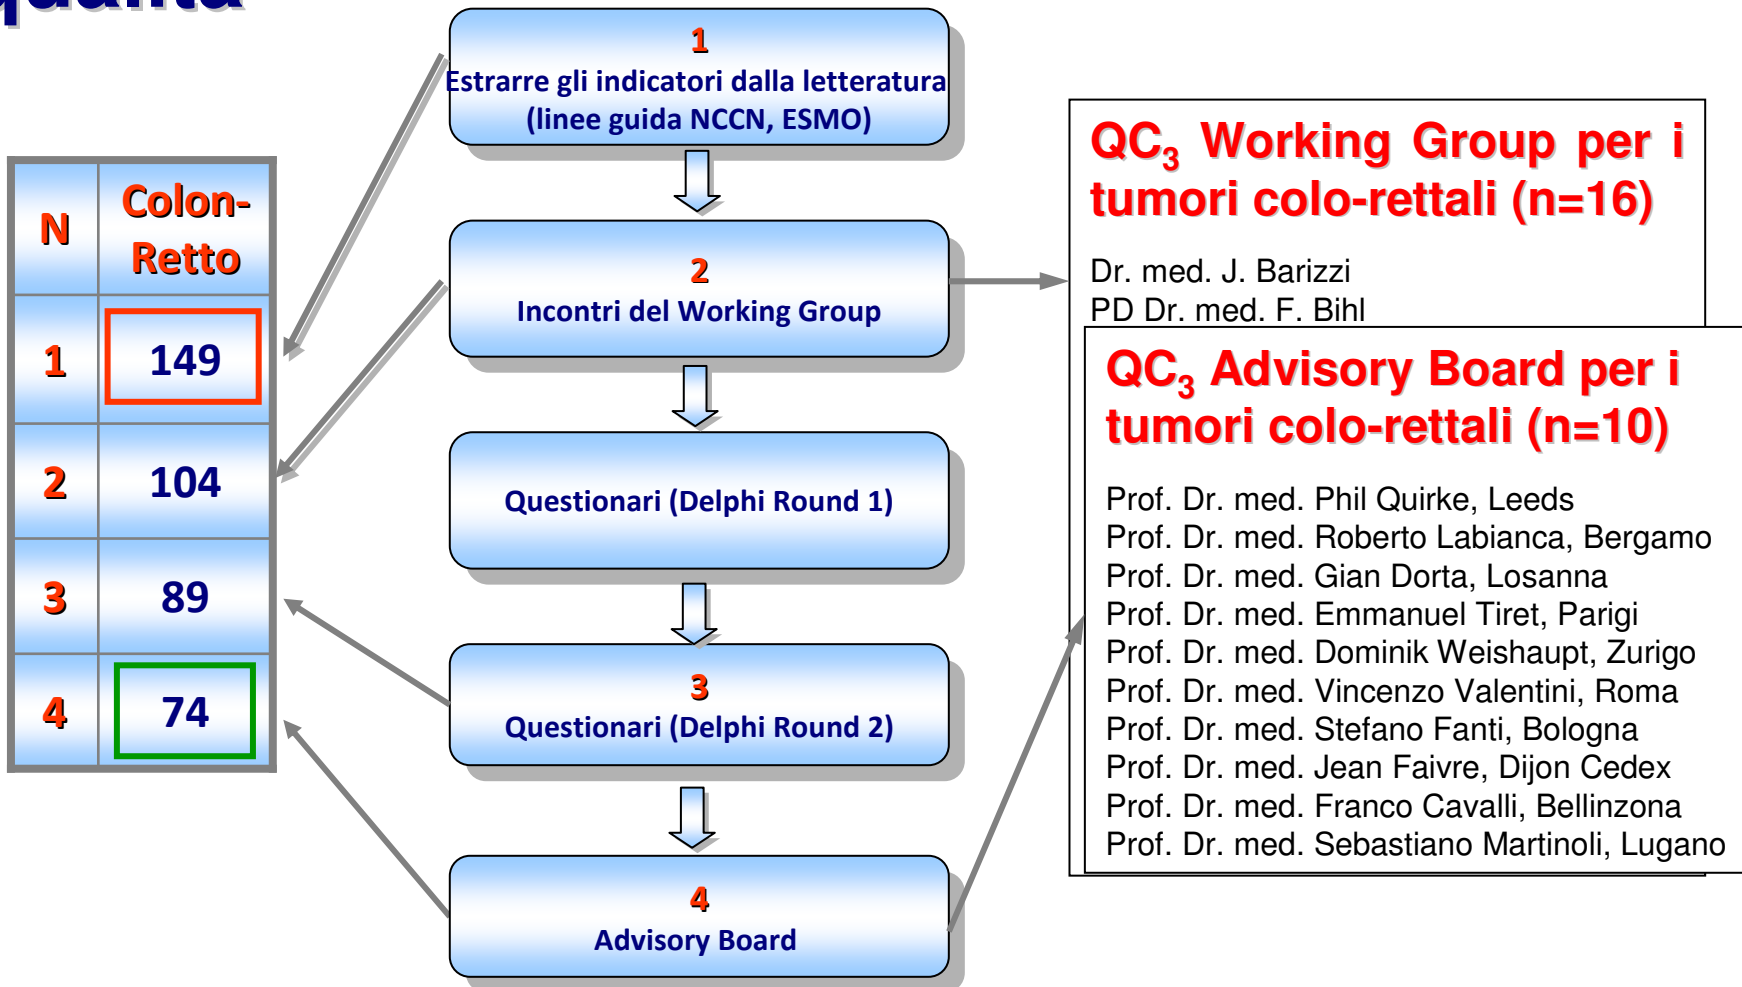 qualità
1
Estrarre gli indicatori dalla letteratura
(linee guida NCCN, ESMO)
2
Incontri del Working Group
Questionari (Delphi Round 1)
3
Questionari (Delphi Round 2)
4
Advisory Board
N Colon-
Retto
1 149
2 104
3 89
4 74
QC₃ Working Group per i
tumori colo-rettali (n=16)
Dr. med. J. Barizzi
PD Dr. med. F. Bihl
QC₃ Advisory Board per i
tumori colo-rettali (n=10)
Prof. Dr. med. Phil Quirke, Leeds
Prof. Dr. med. Roberto Labianca, Bergamo
Prof. Dr. med. Gian Dorta, Losanna
Prof. Dr. med. Emmanuel Tiret, Parigi
Prof. Dr. med. Dominik Weishaupt, Zurigo
Prof. Dr. med. Vincenzo Valentini, Roma
Prof. Dr. med. Stefano Fanti, Bologna
Prof. Dr. med. Jean Faivre, Dijon Cedex
Prof. Dr. med. Franco Cavalli, Bellinzona
Prof. Dr. med. Sebastiano Martinoli, Lugano